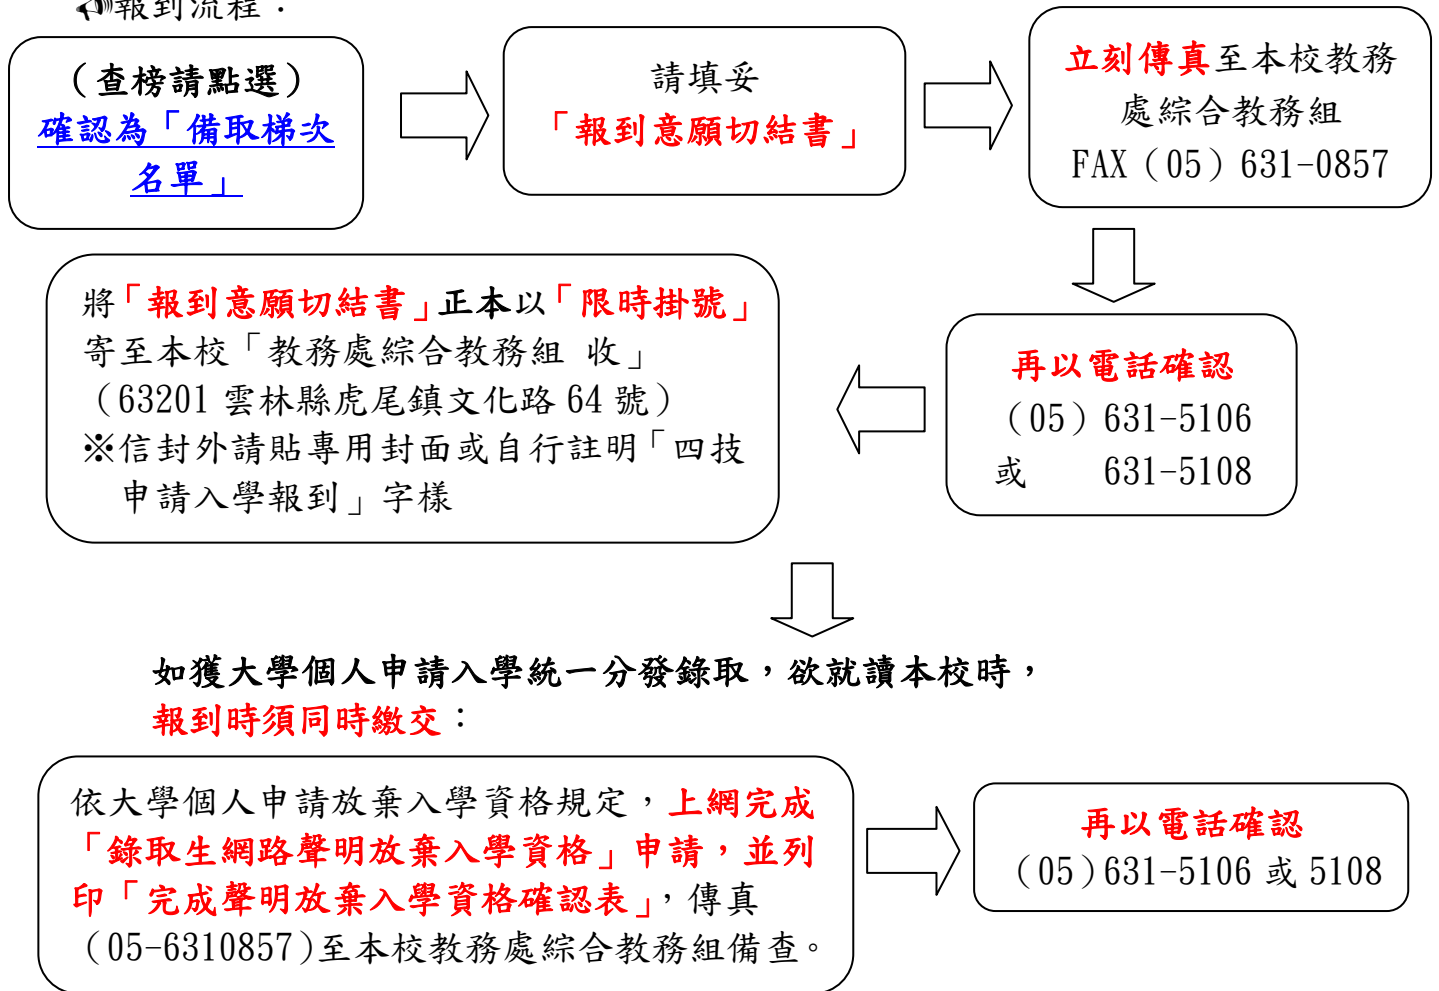 報到流程：
（查榜請點選）
確認為「備取梯次
名單」
請填妥
「報到意願切結書」
立刻傳真至本校教務
處綜合教務組
FAX（05）631-0857
再以電話確認
（05）631-5106
或　　631-5108
將「報到意願切結書」正本以「限時掛號」
寄至本校「教務處綜合教務組 收」
（63201 雲林縣虎尾鎮文化路 64 號）
※信封外請貼專用封面或自行註明「四技
申請入學報到」字樣
如獲大學個人申請入學統一分發錄取，欲就讀本校時，
報到時須同時繳交：
依大學個人申請放棄入學資格規定，上網完成
「錄取生網路聲明放棄入學資格」申請，並列
印「完成聲明放棄入學資格確認表」，傳真
（05-6310857）至本校教務處綜合教務組備查。
再以電話確認
（05）631-5106 或 5108